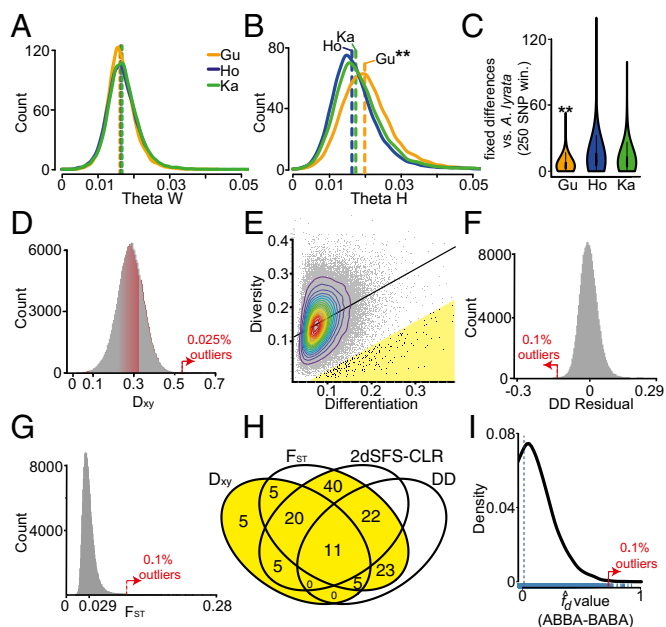 A
120
60
0
Count
0
0.01
0.03
0.05
Theta W
Gu
Ho
Ka
B
80
40
0
Count
Ka
Ho
Gu**
0
0.01
0.03
0.05
Theta H
C
120
60
0
fixed differences
vs. A. lyrata
(250 SNP win.)
**
Gu
Ho
Ka
D
6000
3000
0
Count
0
0.1
0.3
0.5
0.7
Dxy
0.025%
outliers
E
0.4
0.3
0.2
0.1
Diversity
0.1
0.2
0.3
Differentiation
F
8000
4000
0
Count
0.1%
outliers
-0.3
0
0.29
DD Residual
G
8000
4000
0
Count
0.1%
outliers
0
0.029
0.28
FST
H
Dxy
FST
2dSFS-CLR
DD
5
5
40
20
22
11
5
23
0
5
0
I
0.08
0.04
0
Density
0.1%
outliers
0
1
f̂d value
(ABBA-BABA)